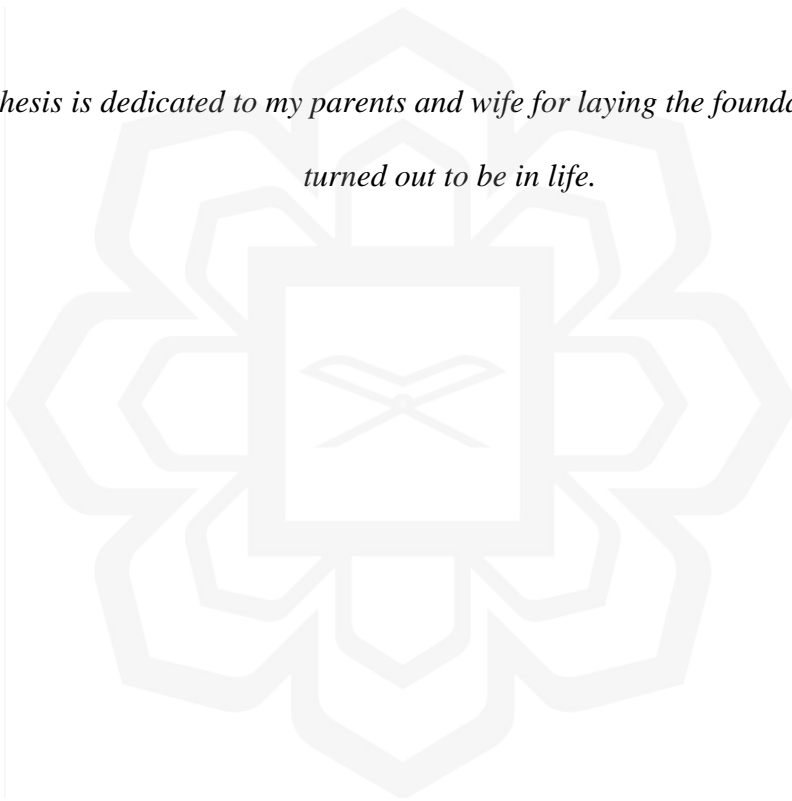 hesis is dedicated to my parents and wife for laying the founda
turned out to be in life.